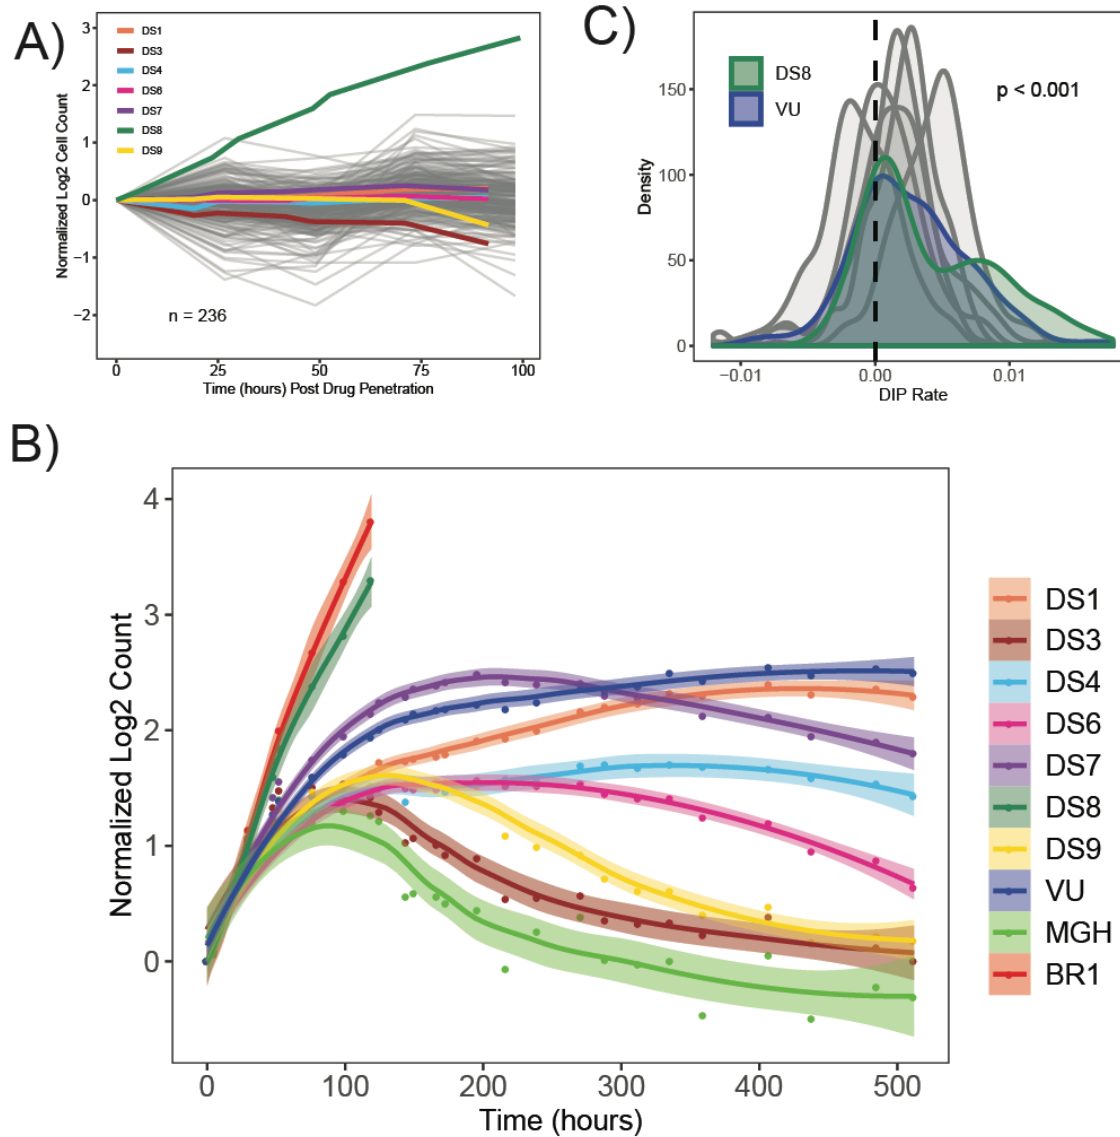 A)
Normalized Log2 Cell Count
3
2
1
0
−1
−2
DS1
DS3
DS4
DS6
DS7
DS8
DS9
n = 236
0
25
50
75
100
Time (hours) Post Drug Penetration
C)
Density
150
100
50
0
DS8
VU
p < 0.001
−0.01
0.00
0.01
DIP Rate
B)
Normalized Log2 Count
4
3
2
1
0
0
100
200
300
400
500
Time (hours)
DS1
DS3
DS4
DS6
DS7
DS8
DS9
VU
MGH
BR1